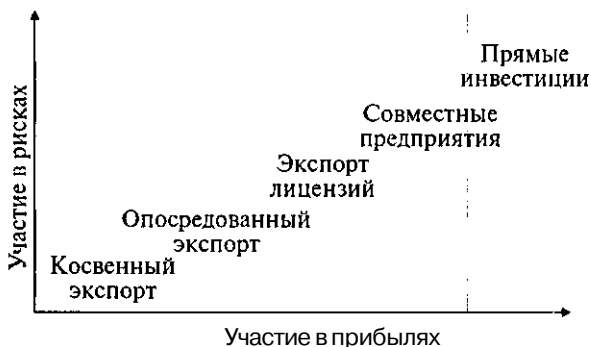 Прямые
инвестиции
Совместные
предприятия
Экспорт
лицензий
Опосредованный
экспорт
Косвенный
экспорт
Участие в рисках
Участие в прибылях